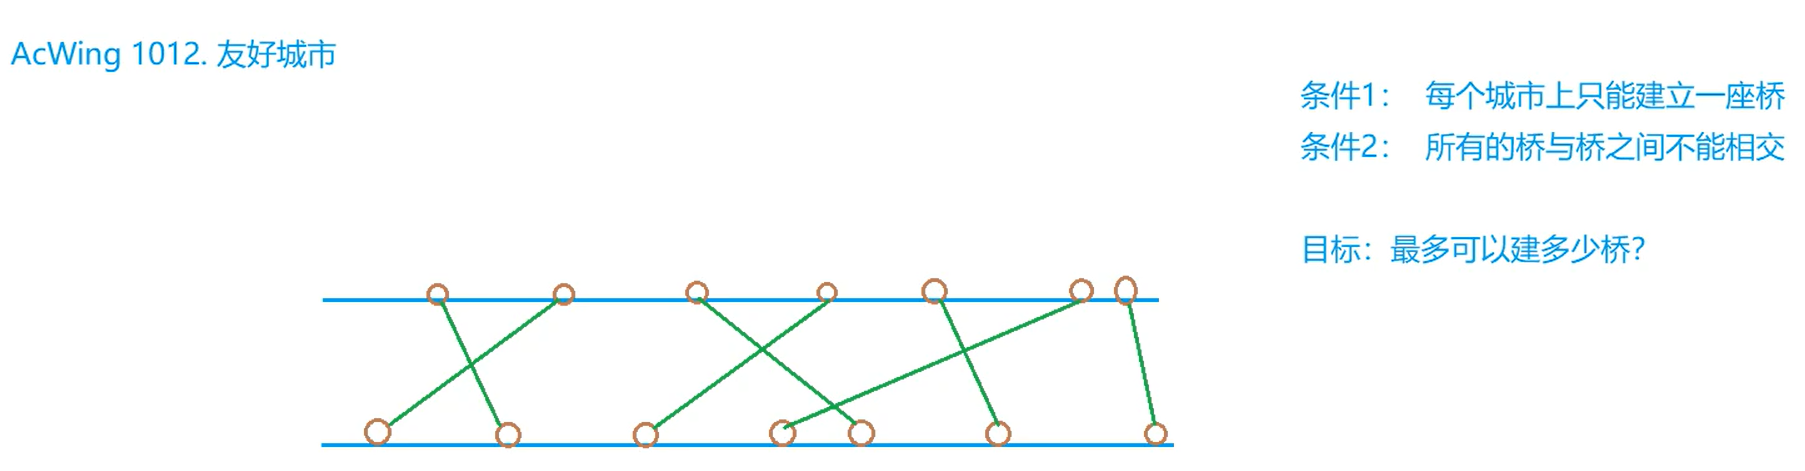 AcWing 1012. 友好城市
条件1： 每个城市上只能建立一座桥
条件2： 所有的桥与桥之间不能相交
目标：最多可以建多少桥？